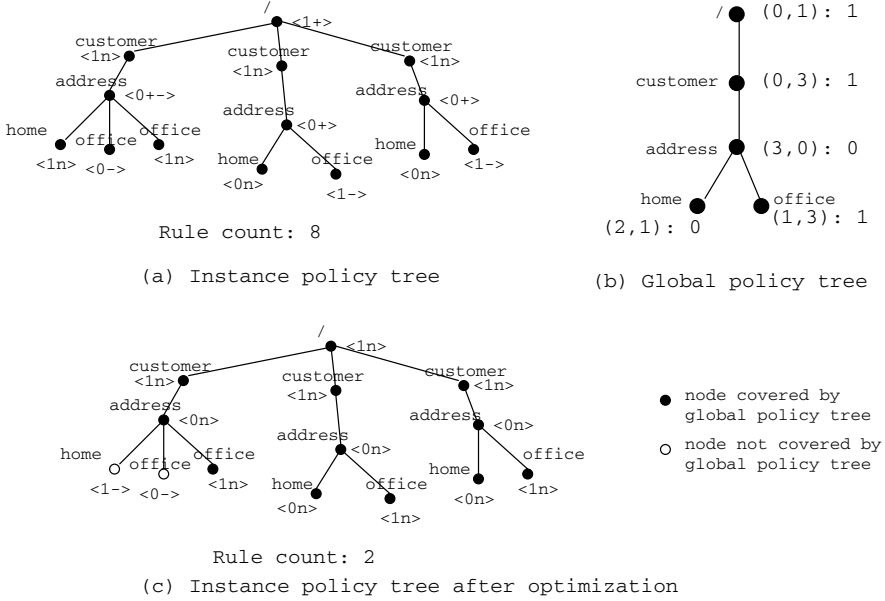 /
<1+>
customer
<1n>
customer
<1n>
customer
<1n>
address
<0+->
address
<0+>
address
<0+>
home
<1n>
office
<0->
office
<1n>
home
<0n>
office
<1->
home
<0n>
office
<1->
Rule count: 8
(a) Instance policy tree
/ (0,1): 1
customer (0,3): 1
address (3,0): 0
home
(2,1): 0
office
(1,3): 1
(b) Global policy tree
/
<1n>
customer
<1n>
customer
<1n>
customer
<1n>
address
<0n>
address
<0n>
address
<0n>
home
<1->
office
<0->
office
<1n>
home
<0n>
office
<1n>
home
<0n>
office
<1n>
node covered by
global policy tree
node not covered by
global policy tree
Rule count: 2
(c) Instance policy tree after optimization